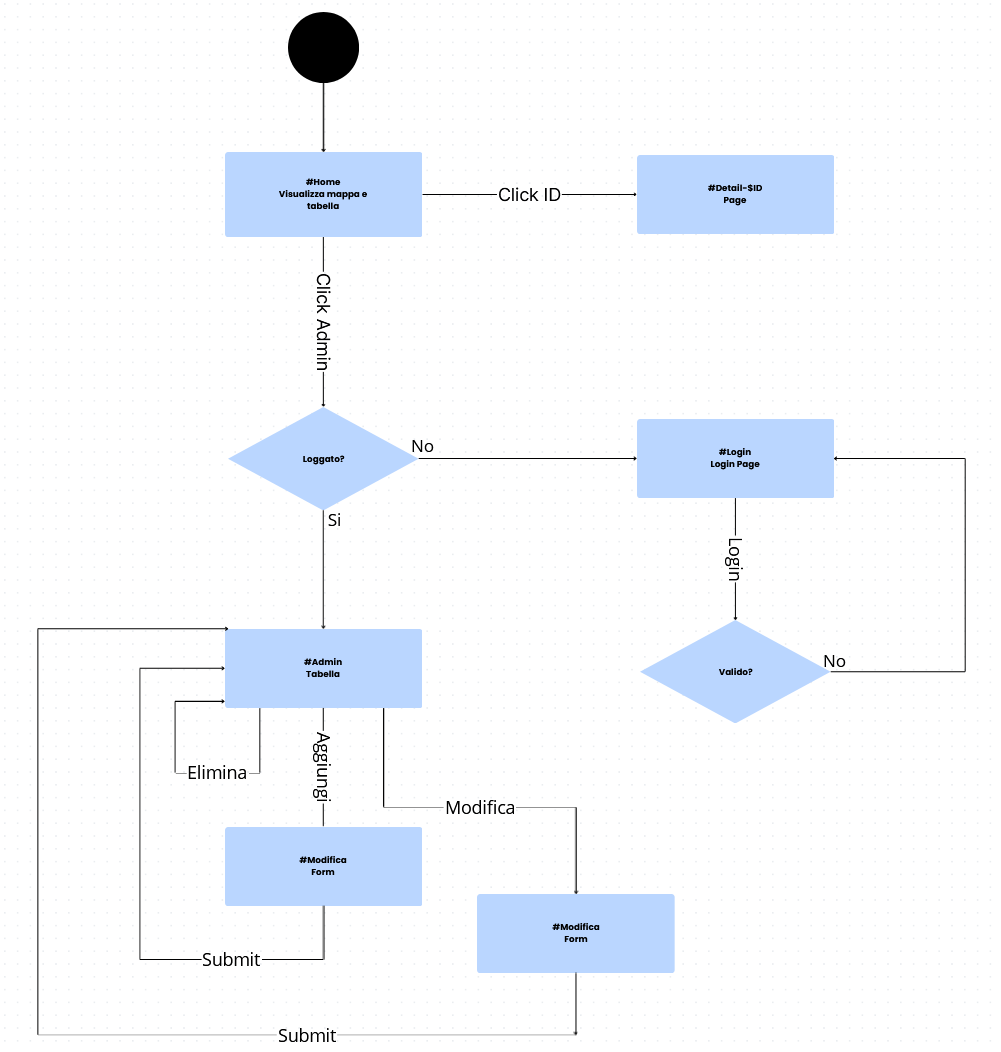 #Home
Visualizza mappa e
tabella
Click ID
#Detail-$ID
Page
Click Admin
Loggato?
No
Si
#Login
Login Page
Login
Valido?
No
#Admin
Tabella
Elimina
Aggiungi
Modifica
#Modifica
Form
#Modifica
Form
Submit
Submit